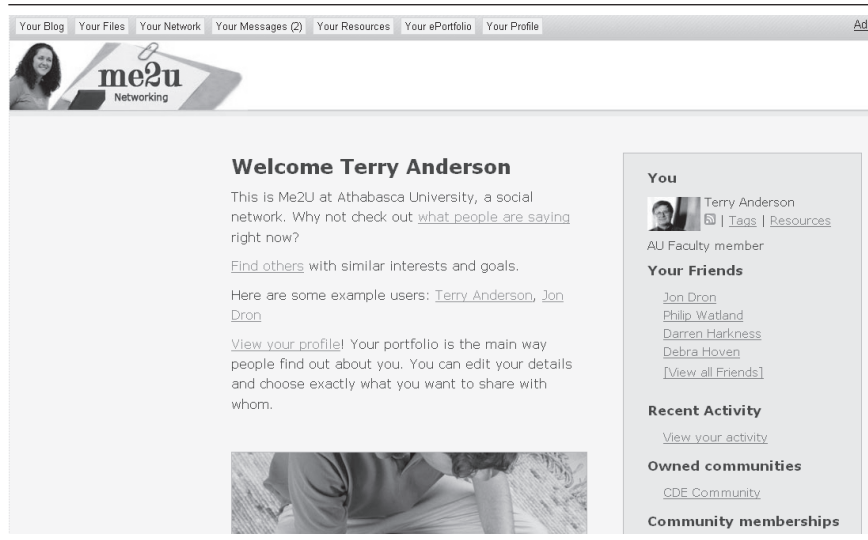 Your Blog Your Files Your Network Your Messages (2) Your Resources Your ePortfolio Your Profile
me2u
Networking
Welcome Terry Anderson
This is Me2U at Athabasca University, a social
network. Why not check out what people are saying
right now?
Find others with similar interests and goals.
Here are some example users: Terry Anderson, Jon
Dron
View your profile! Your portfolio is the main way
people find out about you. You can edit your details
and choose exactly what you want to share with
whom.
You
Terry Anderson
| Tags | Resources
AU Faculty member
Your Friends
Jon Dron
Philip Watland
Darren Harkness
Debra Hoven
[View all Friends]
Recent Activity
View your activity
Owned communities
CDE Community
Community memberships